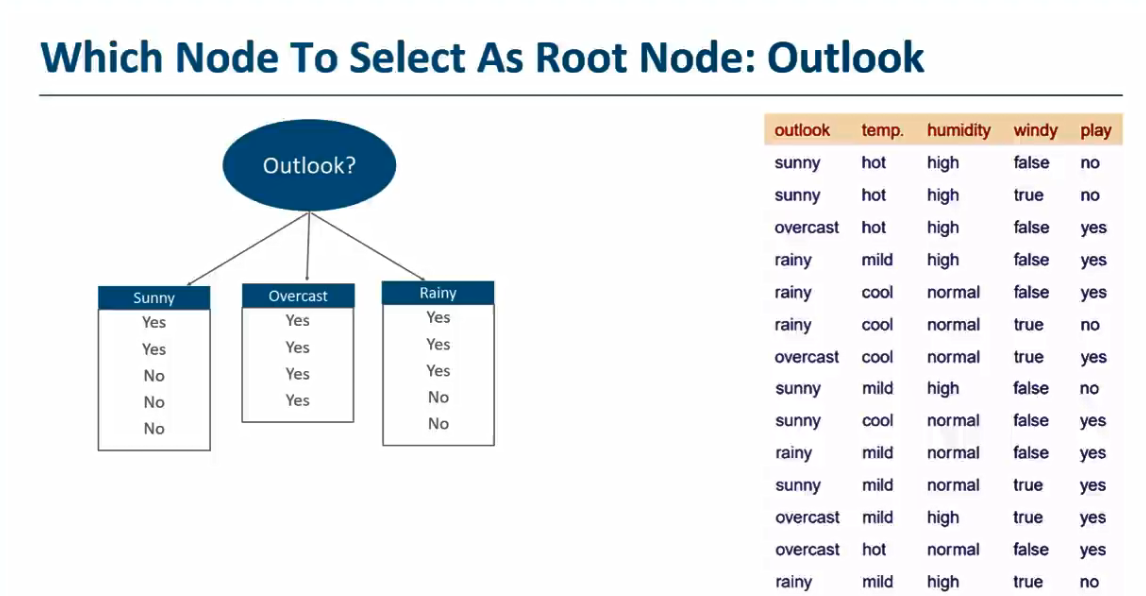 Which Node To Select As Root Node: Outlook
Outlook?
Sunny
Yes
Yes
No
No
No
Overcast
Yes
Yes
Yes
Yes
Rainy
Yes
Yes
Yes
No
No
outlook temp. humidity windy play
sunny hot high false no
sunny hot high true no
overcast hot high false yes
rainy mild high false yes
rainy cool normal false yes
rainy cool normal true no
overcast cool normal true yes
sunny mild high false no
sunny cool normal false yes
rainy mild normal false yes
sunny mild normal true yes
overcast mild high true yes
overcast hot normal false yes
rainy mild high true no